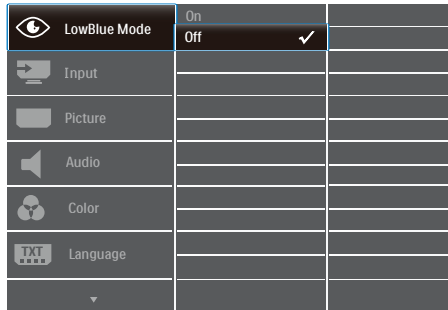 LowBlue Mode
On
Off
Input
Picture
Audio
Color
TXT
Language